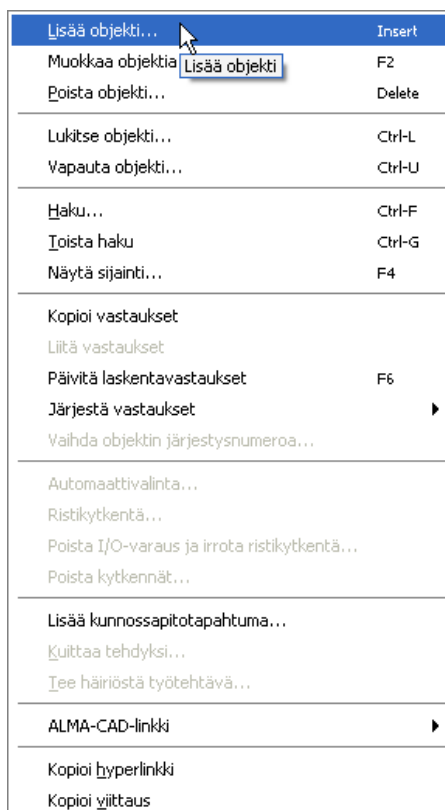 Lisää objekti... Insert
Muokkaa objektia F2
Lisää objekti
Poista objekti... Delete
Lukitse objekti... Ctrl-L
Vapauta objekti... Ctrl-U
Haku... Ctrl-F
Toista haku Ctrl-G
Näytä sijainti... F4
Kopioi vastaukset
Liitä vastaukset
Päivitä laskentavastaukset F6
Järjestä vastaukset
Vaihda objektin järjestysnumeroa...
Automaattivalinta...
Ristikytkentä...
Poista I/O-varaus ja irrota ristikytkentä...
Poista kytkennät...
Lisää kunnossapitotapahtuma...
Kuittaa tehdyksi...
Tee häiriöstä työtehtävä...
ALMA-CAD-linkki
Kopioi hyperlinkki
Kopioi viittaus